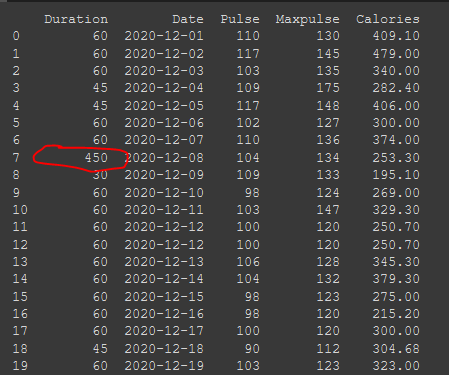 Duration Date Pulse Maxpulse Calories
0 60 2020-12-01 110 130 409.10
1 60 2020-12-02 117 145 479.00
2 60 2020-12-03 103 135 340.00
3 45 2020-12-04 109 175 282.40
4 45 2020-12-05 117 148 406.00
5 60 2020-12-06 102 127 300.00
6 60 2020-12-07 110 136 374.00
7 450 2020-12-08 104 134 253.30
8 30 2020-12-09 109 133 195.10
9 60 2020-12-10 98 124 269.00
10 60 2020-12-11 103 147 329.30
11 60 2020-12-12 100 120 250.70
12 60 2020-12-12 100 120 250.70
13 60 2020-12-13 106 128 345.30
14 60 2020-12-14 104 132 379.30
15 60 2020-12-15 98 123 275.00
16 60 2020-12-16 98 120 215.20
17 60 2020-12-17 100 120 300.00
18 45 2020-12-18 90 112 304.68
19 60 2020-12-19 103 123 323.00